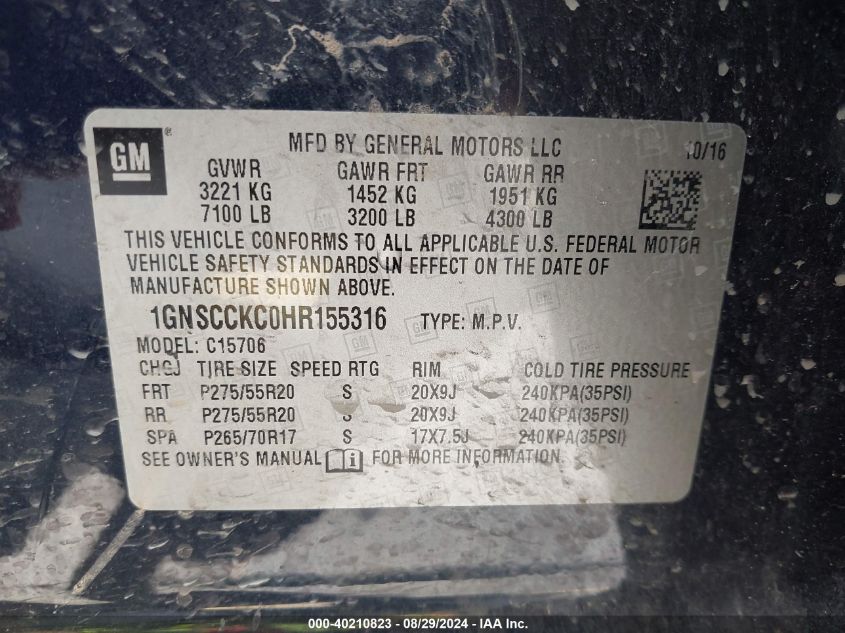 GM ®
MFD BY GENERAL MOTORS LLC 10/16
GVWR GAWR FRT GAWR RR
3221 KG 1452 KG 1951 KG
7100 LB 3200 LB 4300 LB
THIS VEHICLE CONFORMS TO ALL APPLICABLE U.S. FEDERAL MOTOR
VEHICLE SAFETY STANDARDS IN EFFECT ON THE DATE OF
MANUFACTURE SHOWN ABOVE.
1GNSCCKC0HR155316 TYPE: M.P.V.
MODEL: C15706
CHGJ TIRE SIZE SPEED RTG RIM COLD TIRE PRESSURE
FRT P275/55R20 S 20X9J 240KPA(35PSI)
RR P275/55R20 S 20X9J 240KPA(35PSI)
SPA P265/70R17 S 17X7.5J 240KPA(35PSI)
SEE OWNER'S MANUAL i FOR MORE INFORMATION.
000-40210823 - 08/29/2024 - IAA Inc.